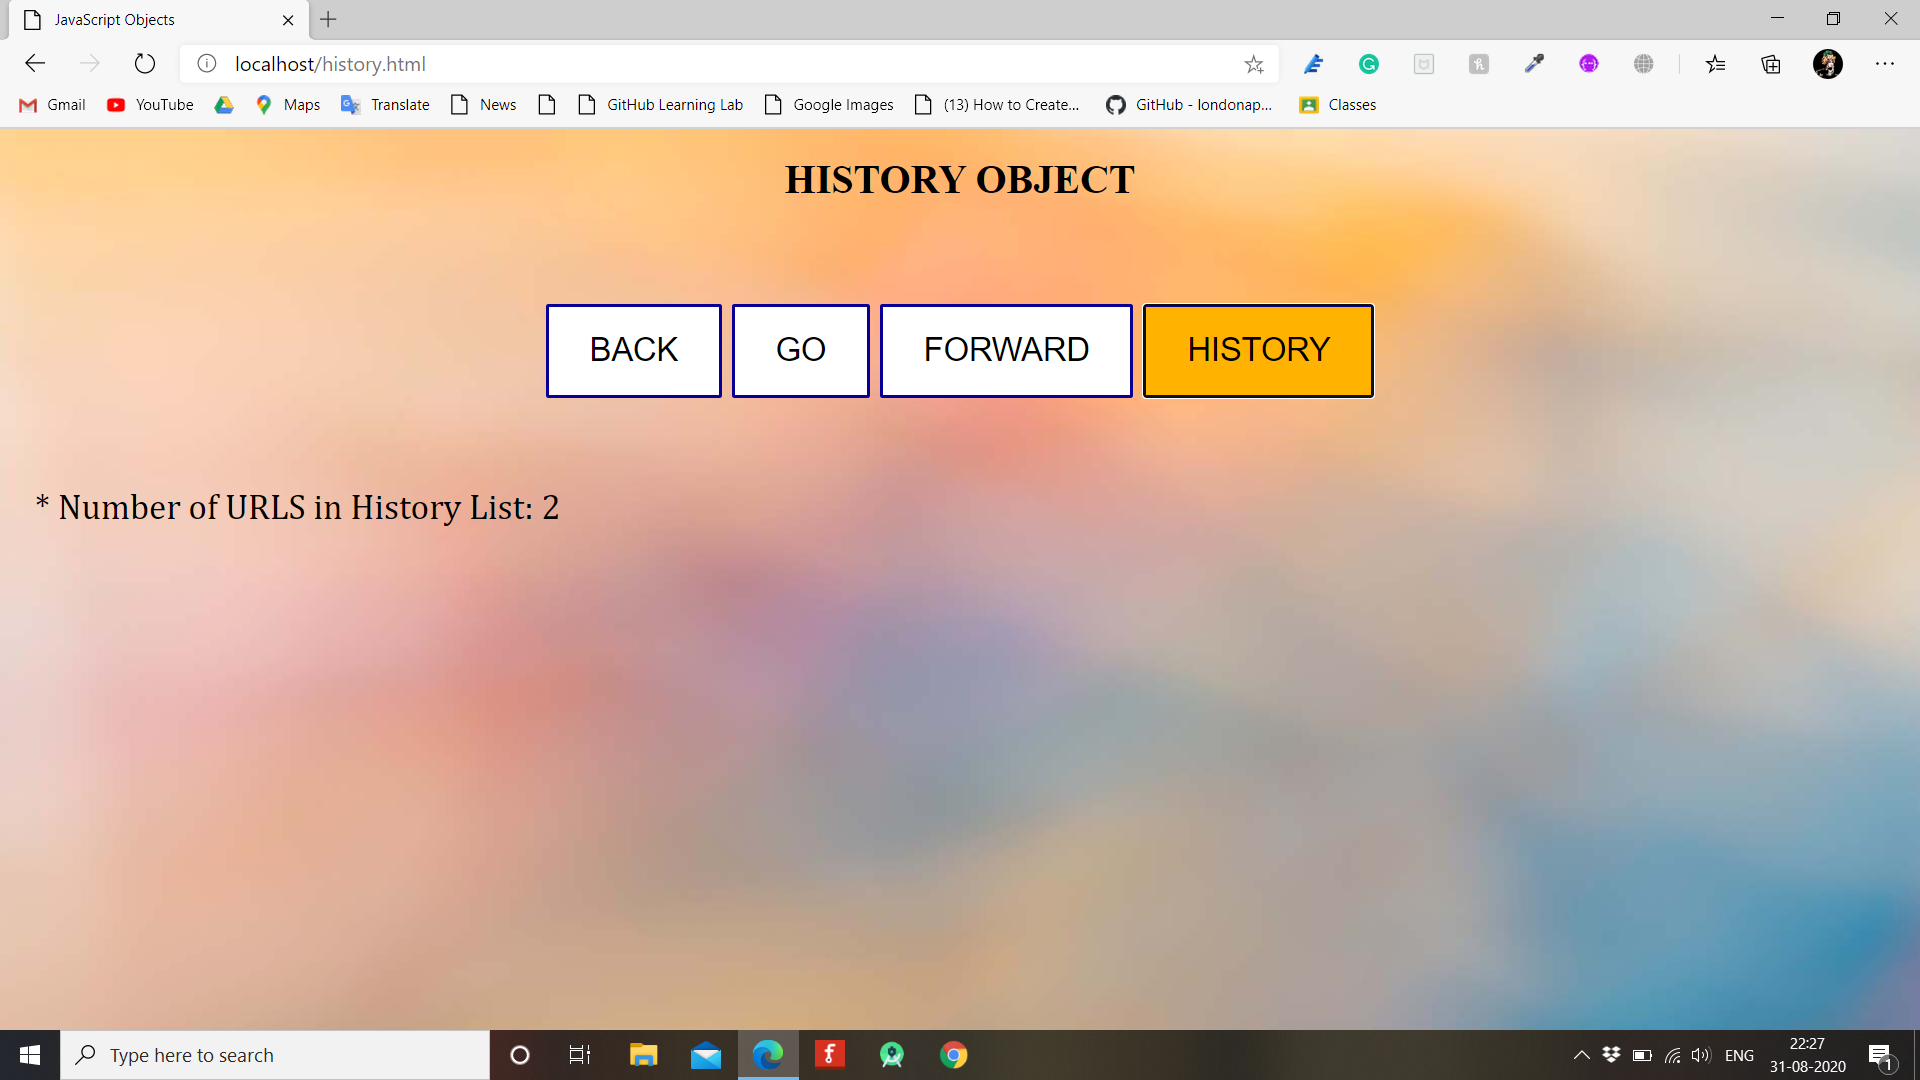 JavaScript Objects
localhost/history.html
Gmail YouTube Maps Translate News GitHub Learning Lab Google Images (13) How to Create... GitHub - londonap... Classes
HISTORY OBJECT
BACK GO FORWARD HISTORY
* Number of URLS in History List: 2
Type here to search
ENG
22:27
31-08-2020
1